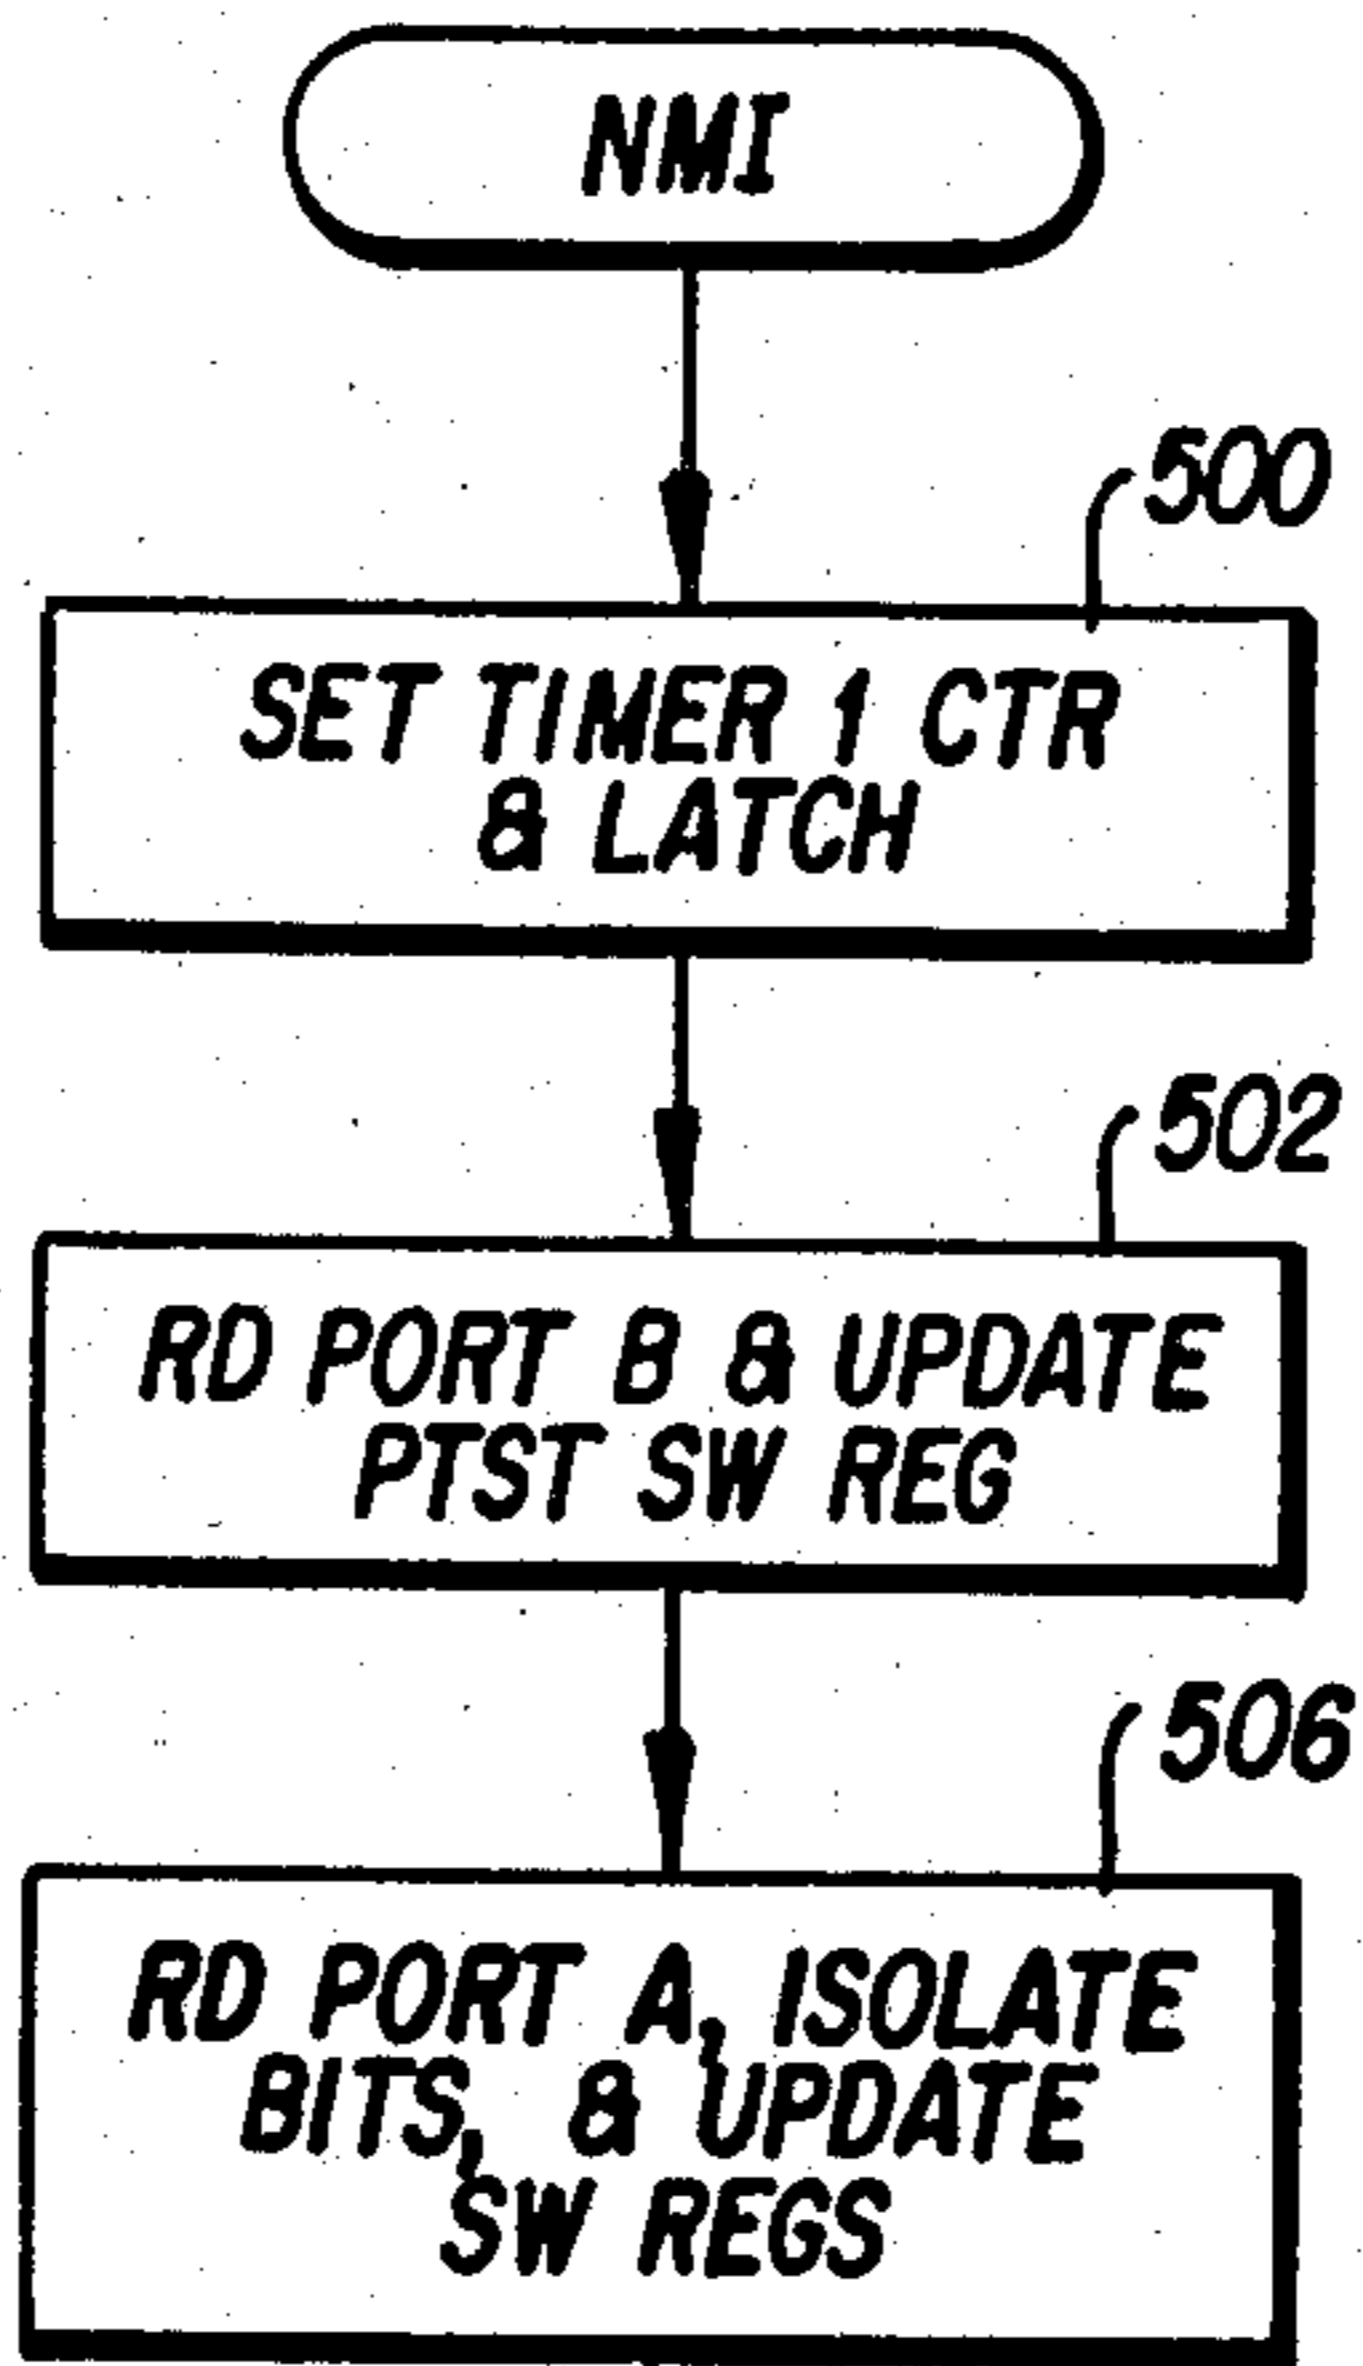 NMI
500
SET TIMER 1 CTR
& LATCH
502
RD PORT B & UPDATE
PTST SW REG
506
RD PORT A, ISOLATE
BITS, & UPDATE
SW REGS